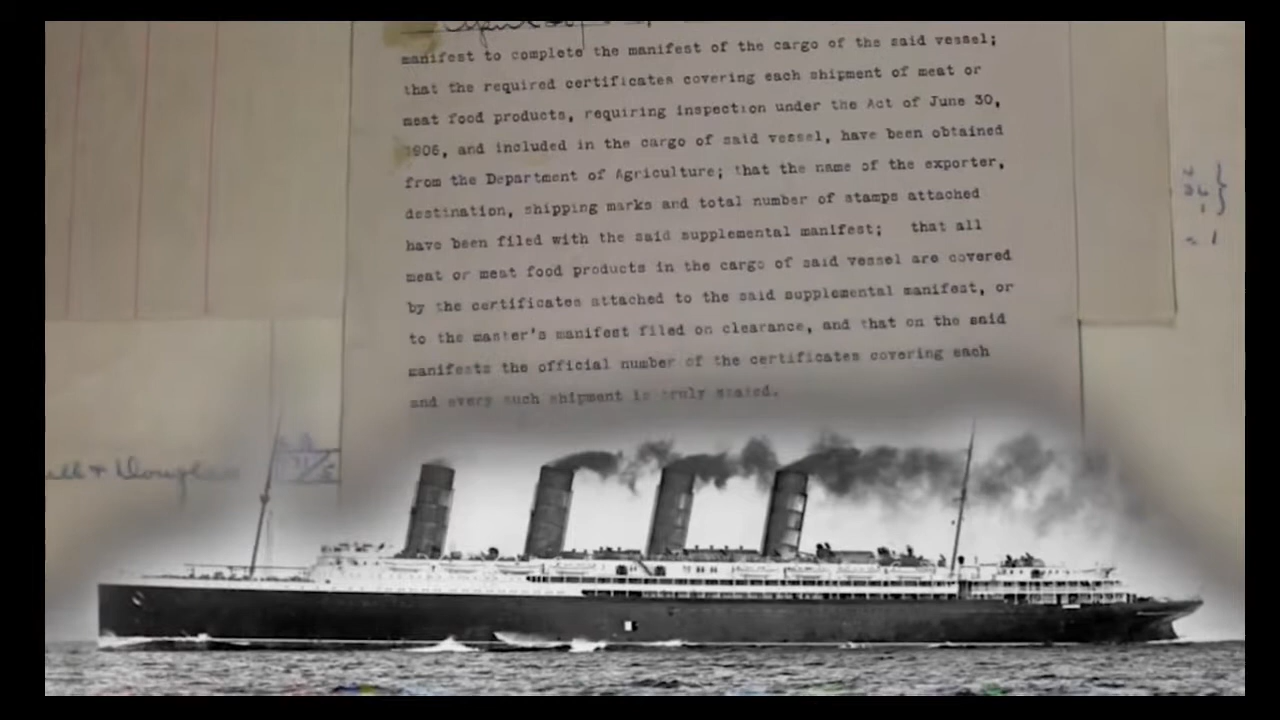 manifest to complete the manifest of the cargo of the said vessel;
that the required certificates covering each shipment of meat or
meat food products, requiring inspection under the Act of June 30,
1906, and included in the cargo of said vessel, have been obtained
from the Department of Agriculture; that the name of the exporter,
destination, shipping marks and total number of stamps attached
have been filed with the said supplemental manifest; that all
meat or meat food products in the cargo of said vessel are covered
by the certificates attached to the said supplemental manifest, or
to the master's manifest filed on clearance, and that on the said
manifests the official number of the certificates covering each
and every such shipment is truly stated.